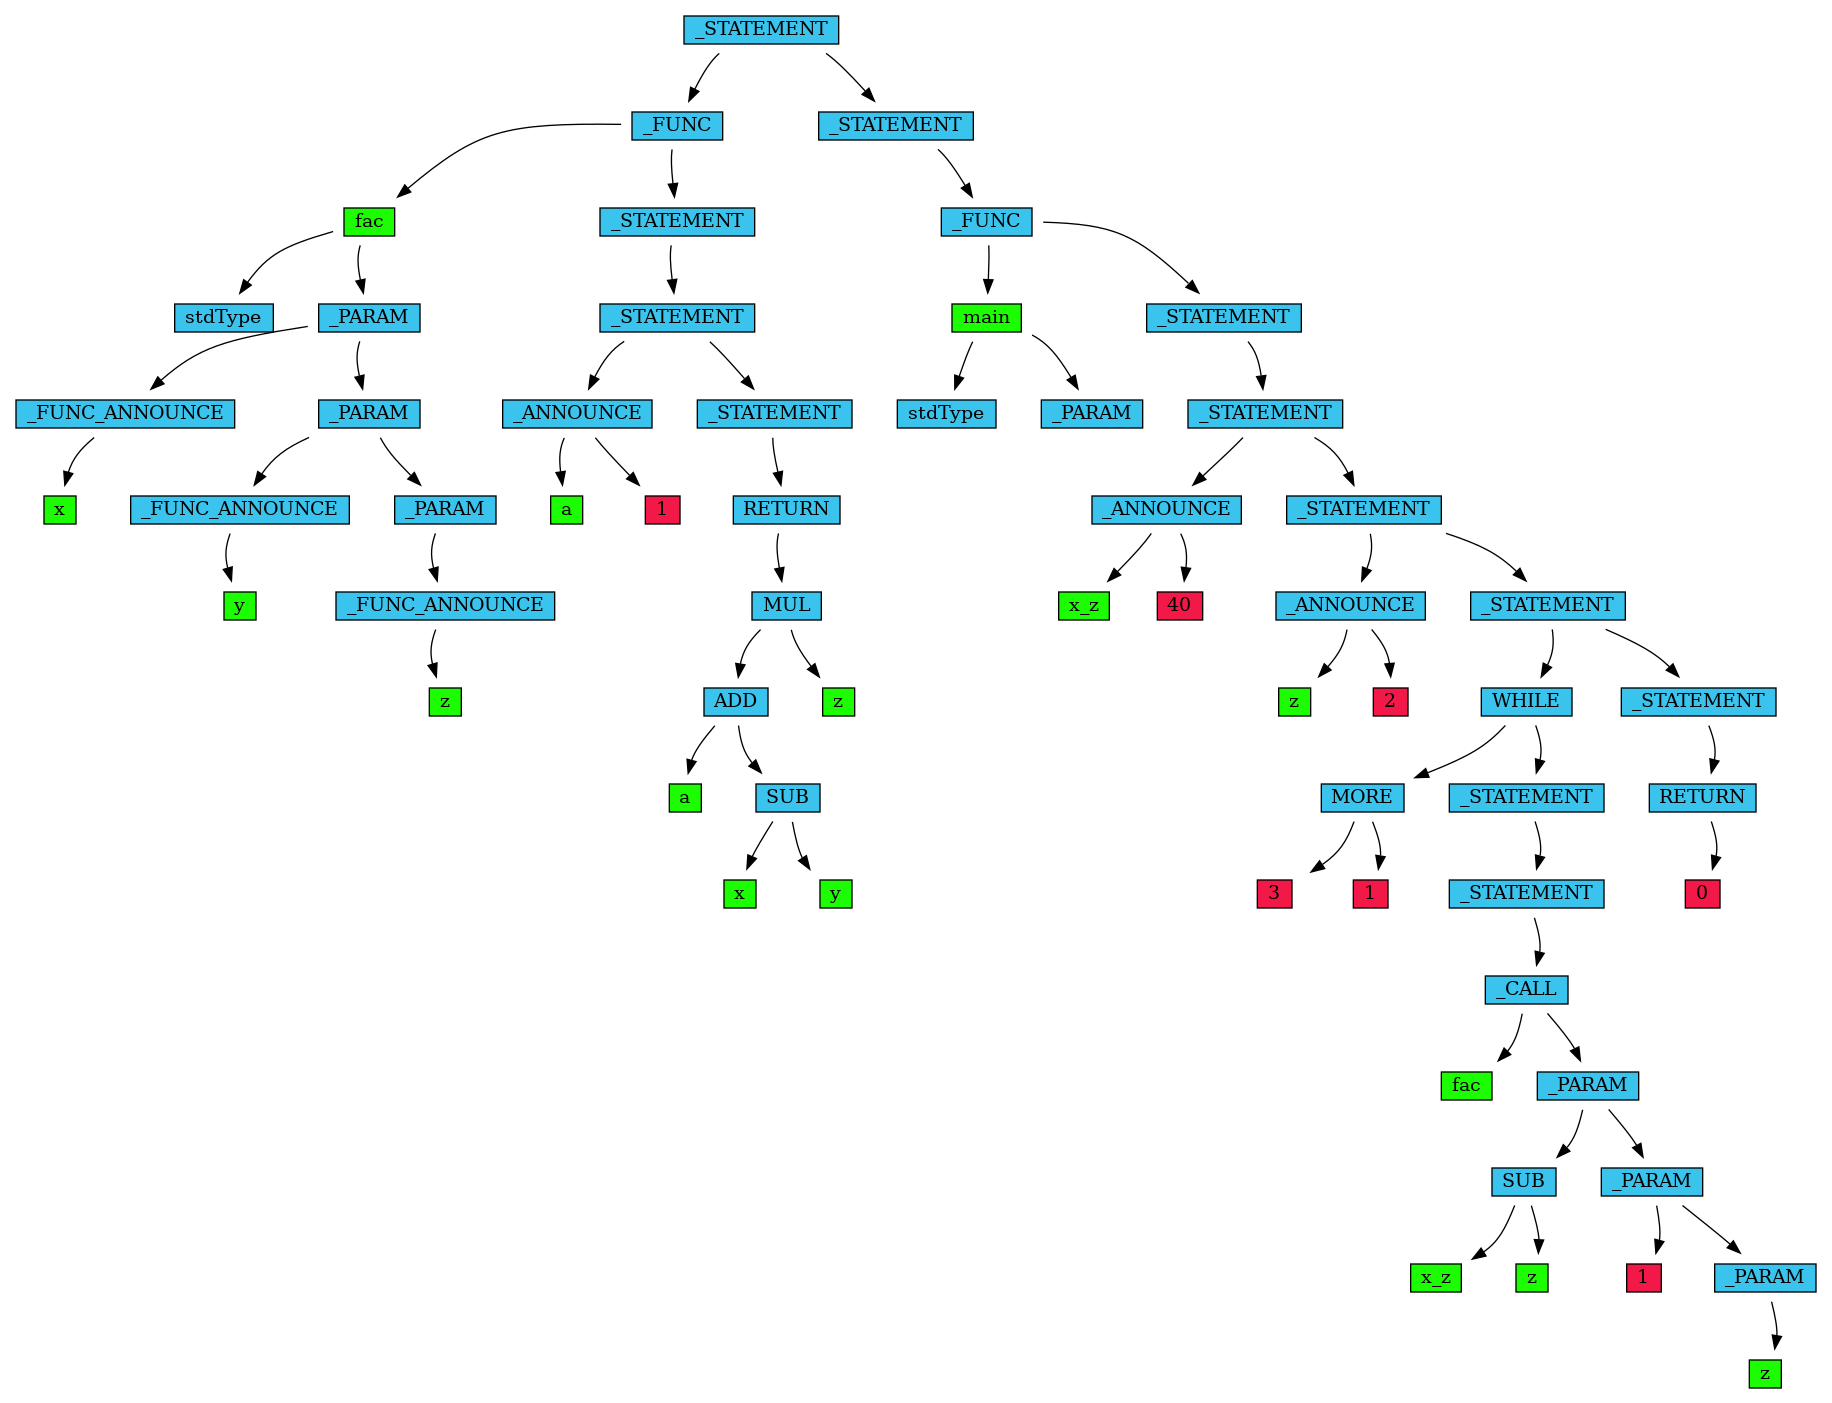 _STATEMENT
_FUNC _STATEMENT
fac _STATEMENT _FUNC
stdType _PARAM _STATEMENT main _STATEMENT
_FUNC_ANNOUNCE _PARAM _ANNOUNCE _STATEMENT stdType _PARAM _STATEMENT
x _FUNC_ANNOUNCE _PARAM a 1 RETURN _ANNOUNCE _STATEMENT
y _FUNC_ANNOUNCE MUL x_z 40 _ANNOUNCE _STATEMENT
z ADD z z 2 WHILE _STATEMENT
a SUB MORE _STATEMENT RETURN
x y 3 1 _STATEMENT 0
_CALL
fac _PARAM
SUB _PARAM
x_z z 1 _PARAM
z